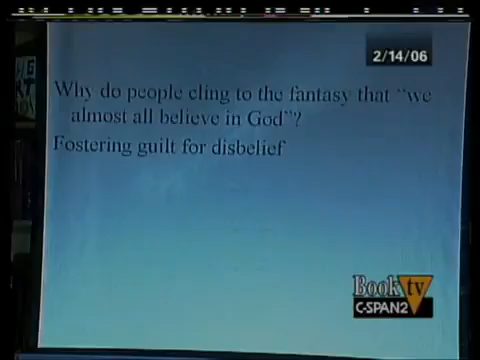 2/14/06
Why do people cling to the fantasy that “we
almost all believe in God”?
Fostering guilt for disbelief
Book tv
C-SPAN2